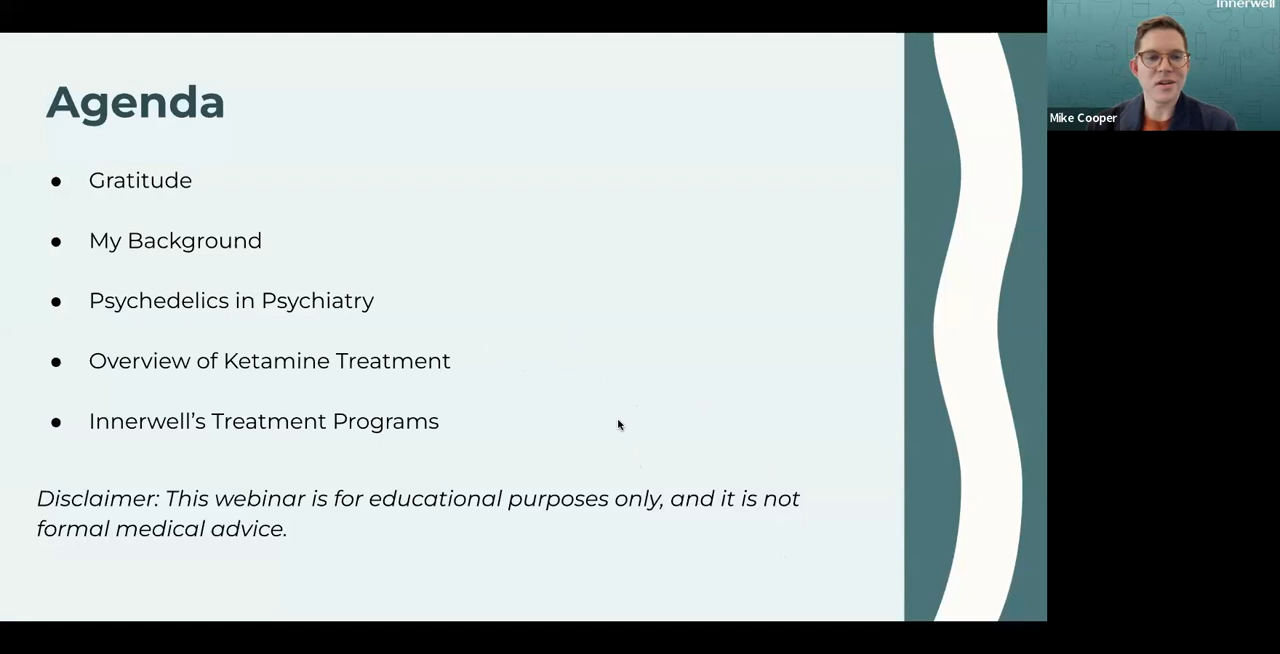 Innerwell
Mike Cooper
Agenda
● Gratitude
● My Background
● Psychedelics in Psychiatry
● Overview of Ketamine Treatment
● Innerwell’s Treatment Programs
Disclaimer: This webinar is for educational purposes only, and it is not
formal medical advice.